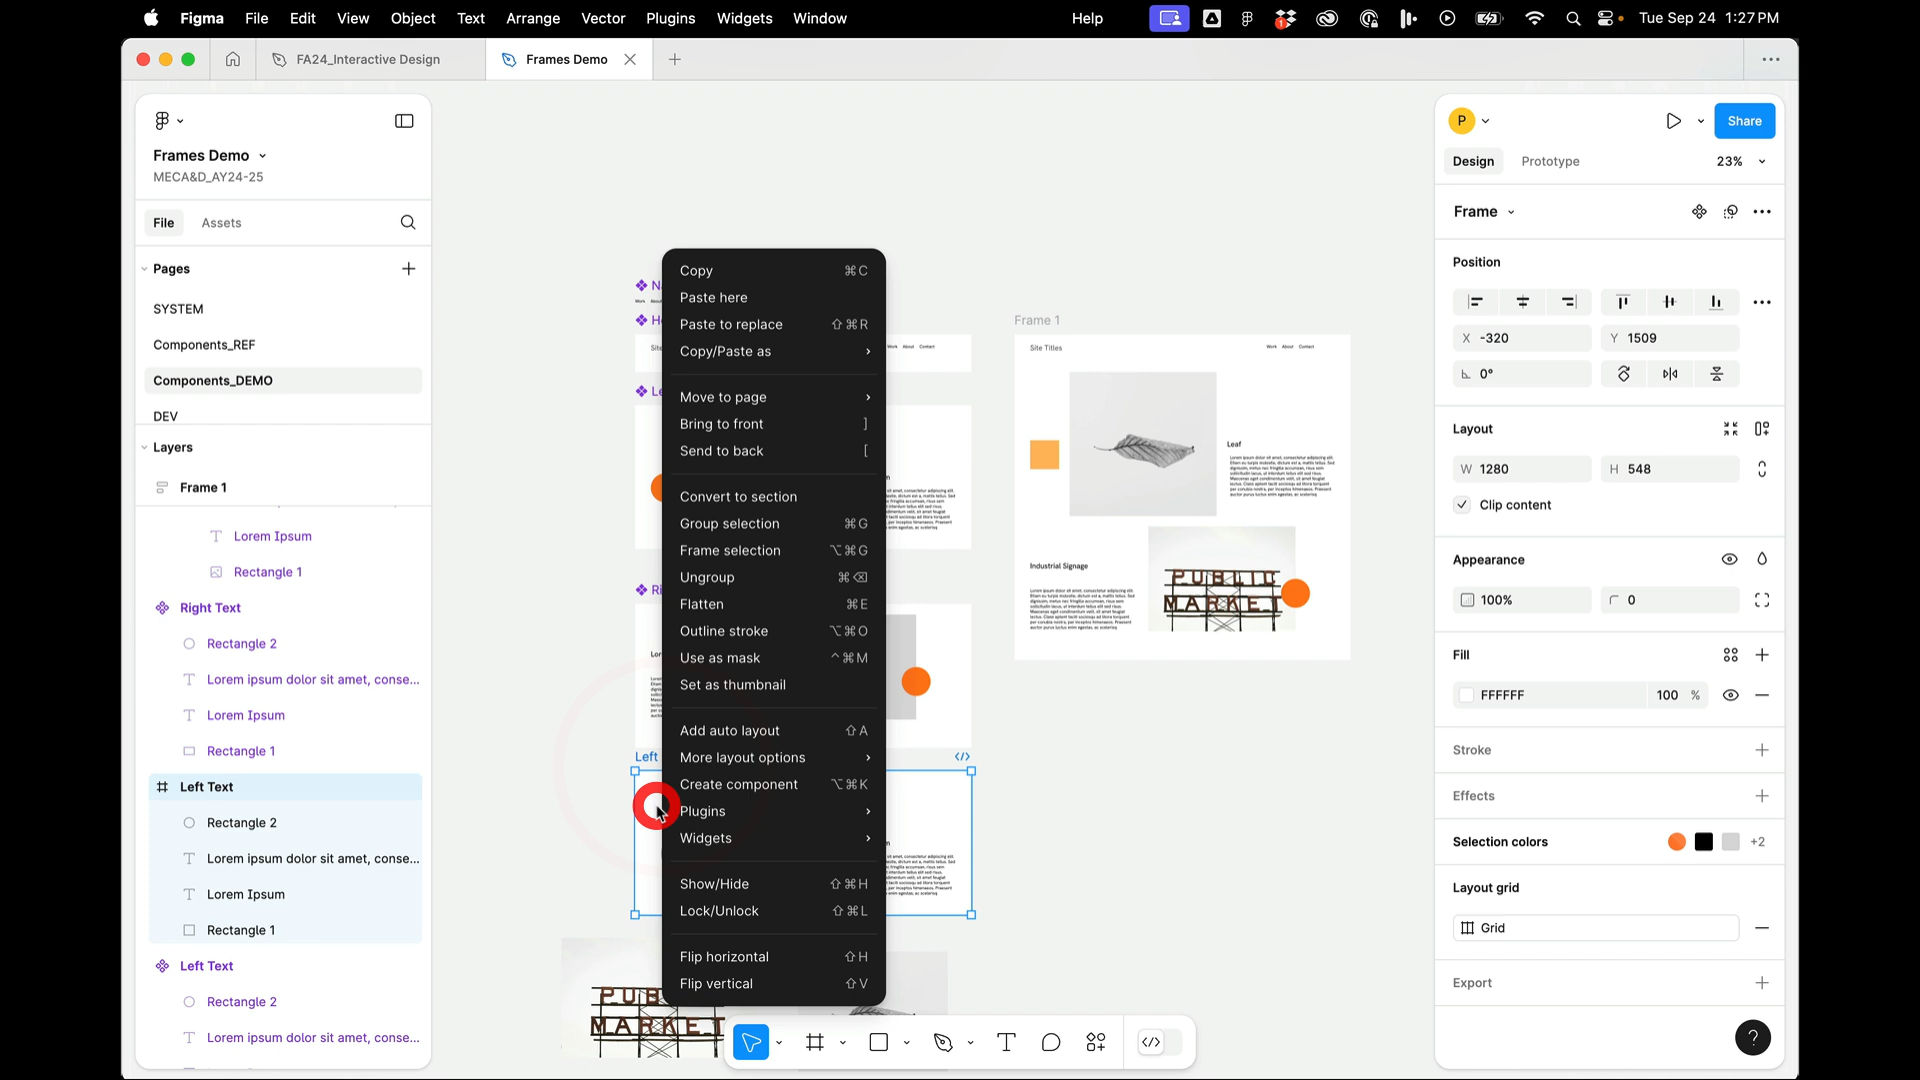 Figma File Edit View Object Text Arrange Vector Plugins Widgets Window Help 1 Tue Sep 24 1:27 PM
FA24_Interactive Design
Frames Demo
Frames Demo
MECA&D_AY24-25
File Assets
Pages
SYSTEM
Components_REF
Components_DEMO
DEV
Layers
Frame 1
Lorem Ipsum
Rectangle 1
Right Text
Rectangle 2
Lorem ipsum dolor sit amet, conse...
Lorem Ipsum
Rectangle 1
Left Text
Rectangle 2
Lorem ipsum dolor sit amet, conse...
Lorem Ipsum
Rectangle 1
Left Text
Rectangle 2
Lorem ipsum dolor sit amet, conse...
Copy ⌘C
Paste here
Paste to replace ⇧⌘R
Copy/Paste as
Move to page
Bring to front ]
Send to back [
Convert to section
Group selection ⌘G
Frame selection ⌥⌘G
Ungroup ⌘⌫
Flatten ⌘E
Outline stroke ⌥⌘O
Use as mask ^⌘M
Set as thumbnail
Add auto layout ⇧A
More layout options
Create component ⌥⌘K
Plugins
Widgets
Show/Hide ⇧⌘H
Lock/Unlock ⇧⌘L
Flip horizontal ⇧H
Flip vertical ⇧V
Work About Contact
Left
Frame 1
Site Titles
Work About Contact
Leaf
Industrial Signage
PUBLIC
MARKET
MARKET
P
Share
Design Prototype 23%
Frame
Position
X -320 Y 1509
0°
Layout
W 1280 H 548
Clip content
Appearance
100% 0
Fill
FFFFFF 100 %
Stroke
Effects
Selection colors +2
Layout grid
Grid
Export
?